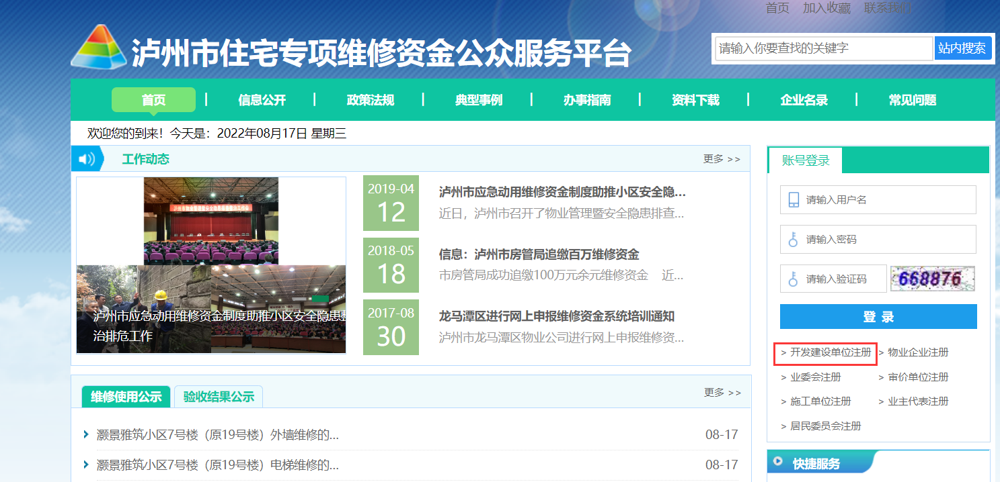 首页 加入收藏 联系我们
泸州市住宅专项维修资金公众服务平台
请输入你要查找的关键字 站内搜索
首页 信息公开 政策法规 典型事例 办事指南 资料下载 企业名录 常见问题
欢迎您的到来！今天是：2022年08月17日 星期三
工作动态 更多 >>
泸州市应急动用维修资金制度助推小区安全隐患整
治排危工作
2019-04
12
泸州市应急动用维修资金制度助推小区安全隐...
近日，泸州市召开了物业管理暨安全隐患排查...
2018-05
18
信息：泸州市房管局追缴百万维修资金
市房管局成功追缴100万元余元维修资金 近...
2017-08
30
龙马潭区进行网上申报维修资金系统培训通知
泸州市龙马潭区物业公司进行网上申报维修资...
账号登录
请输入用户名
请输入密码
请输入验证码 668876
登 录
> 开发建设单位注册 > 物业企业注册
> 业委会注册 > 审价单位注册
> 施工单位注册 > 业主代表注册
> 居民委员会注册
快捷服务
维修使用公示 验收结果公示 更多 >>
灏景雅筑小区7号楼（原19号楼）外墙维修的... 08-17
灏景雅筑小区7号楼（原19号楼）电梯维修的... 08-17